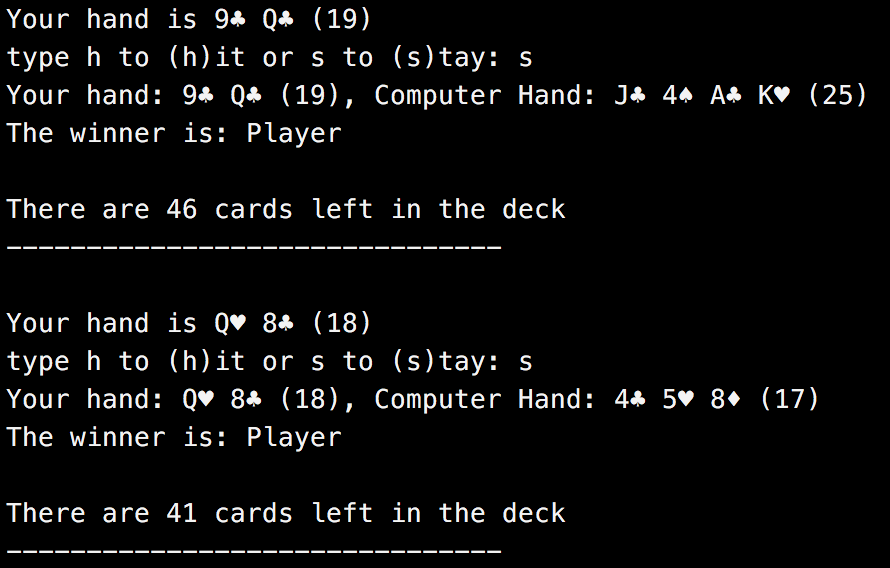 Your hand is 9♣ Q♣ (19)
type h to (h)it or s to (s)tay: s
Your hand: 9♣ Q♣ (19), Computer Hand: J♣ 4♠ A♣ K♥ (25)
The winner is: Player
There are 46 cards left in the deck
-------------------------------
Your hand is Q♥ 8♣ (18)
type h to (h)it or s to (s)tay: s
Your hand: Q♥ 8♣ (18), Computer Hand: 4♣ 5♥ 8♦ (17)
The winner is: Player
There are 41 cards left in the deck
-------------------------------